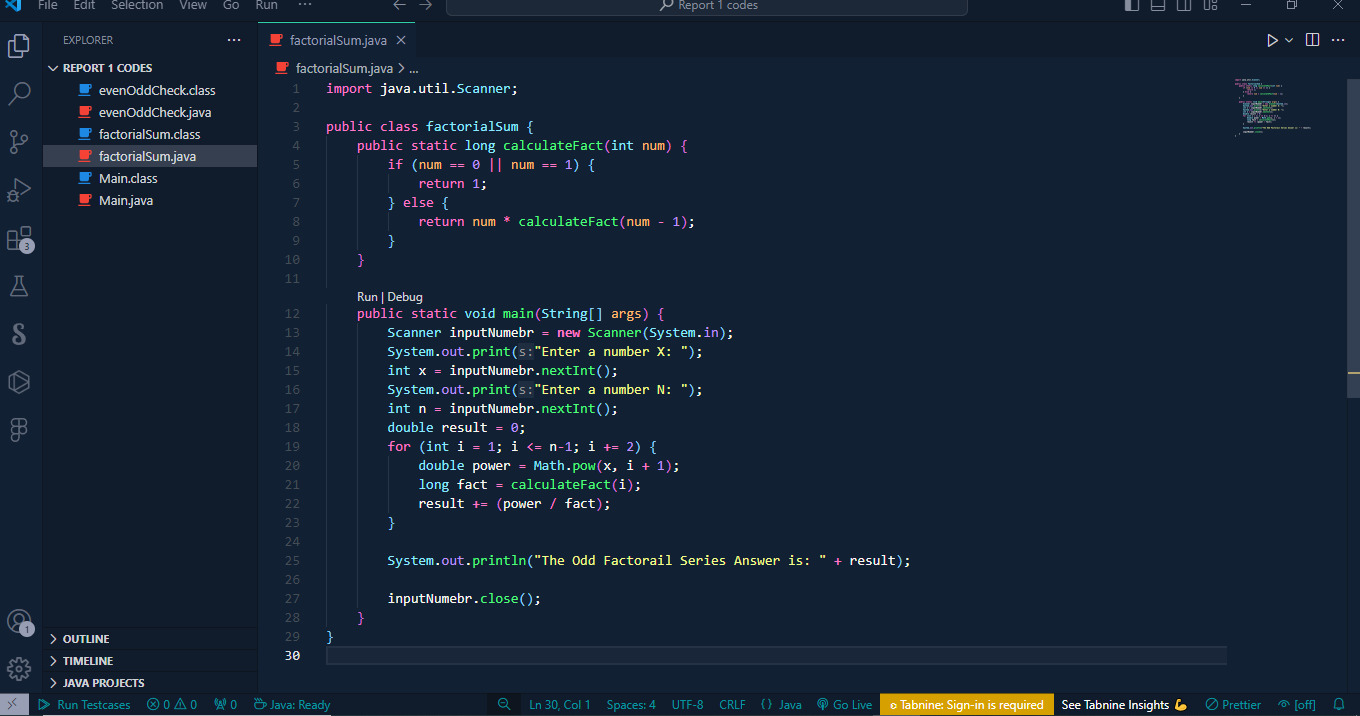 File Edit Selection View Go Run ··· ← → Report 1 codes
EXPLORER ···
REPORT 1 CODES
evenOddCheck.class
evenOddCheck.java
factorialSum.class
factorialSum.java
Main.class
Main.java
3
1
OUTLINE
TIMELINE
JAVA PROJECTS
factorialSum.java ×
factorialSum.java > ...
1 import java.util.Scanner;
2
3 public class factorialSum {
4 public static long calculateFact(int num) {
5 if (num == 0 || num == 1) {
6 return 1;
7 } else {
8 return num * calculateFact(num - 1);
9 }
10 }
11
Run | Debug
12 public static void main(String[] args) {
13 Scanner inputNumebr = new Scanner(System.in);
14 System.out.print(s:"Enter a number X: ");
15 int x = inputNumebr.nextInt();
16 System.out.print(s:"Enter a number N: ");
17 int n = inputNumebr.nextInt();
18 double result = 0;
19 for (int i = 1; i <= n-1; i += 2) {
20 double power = Math.pow(x, i + 1);
21 long fact = calculateFact(i);
22 result += (power / fact);
23 }
24
25 System.out.println("The Odd Factorail Series Answer is: " + result);
26
27 inputNumebr.close();
28 }
29 }
30
Run Testcases 0 0 0 Java: Ready Ln 30, Col 1 Spaces: 4 UTF-8 CRLF {} Java Go Live Tabnine: Sign-in is required See Tabnine Insights 💪 Prettier [off]